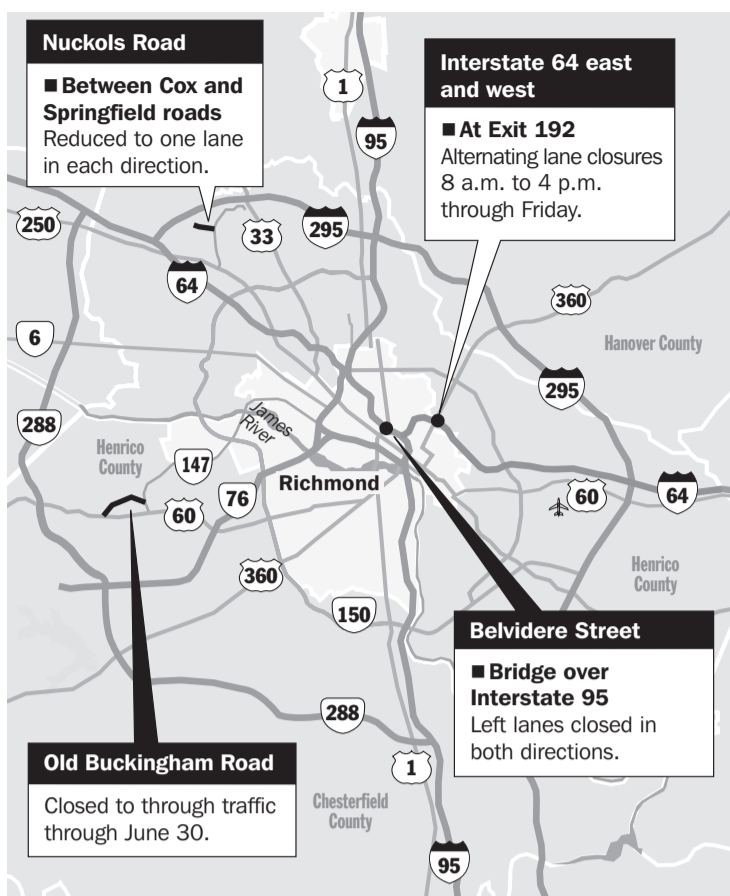 Nuckols Road
■ Between Cox and
Springfield roads
Reduced to one lane
in each direction.
Interstate 64 east
and west
■ At Exit 192
Alternating lane closures
8 a.m. to 4 p.m.
through Friday.
1
95
250
33
295
64
360
6
Hanover County
295
288
James
River
Henrico
County
147
Richmond
76
60
60
64
360
Henrico
County
150
Belvidere Street
■ Bridge over
Interstate 95
Left lanes closed in
both directions.
288
Old Buckingham Road
Closed to through traffic
through June 30.
1
Chesterfield
County
95